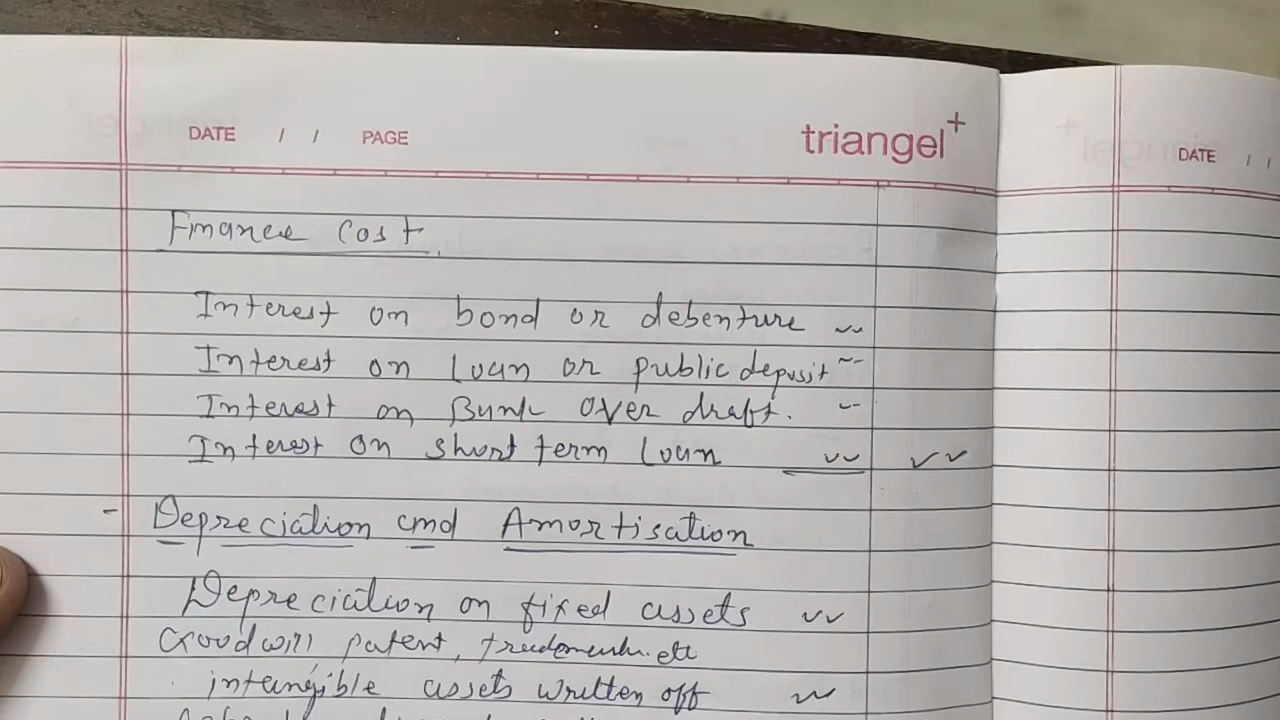 DATE / / PAGE
triangel+
DATE / /
Finance Cost
Interest on bond or debenture
Interest on Loan or public deposit
Interest on Bank over draft.
Interest on short term Loan
- Depreciation and Amortisation
Depreciation on fixed assets
Goodwill patent, trademark. etc
intangible assets written off